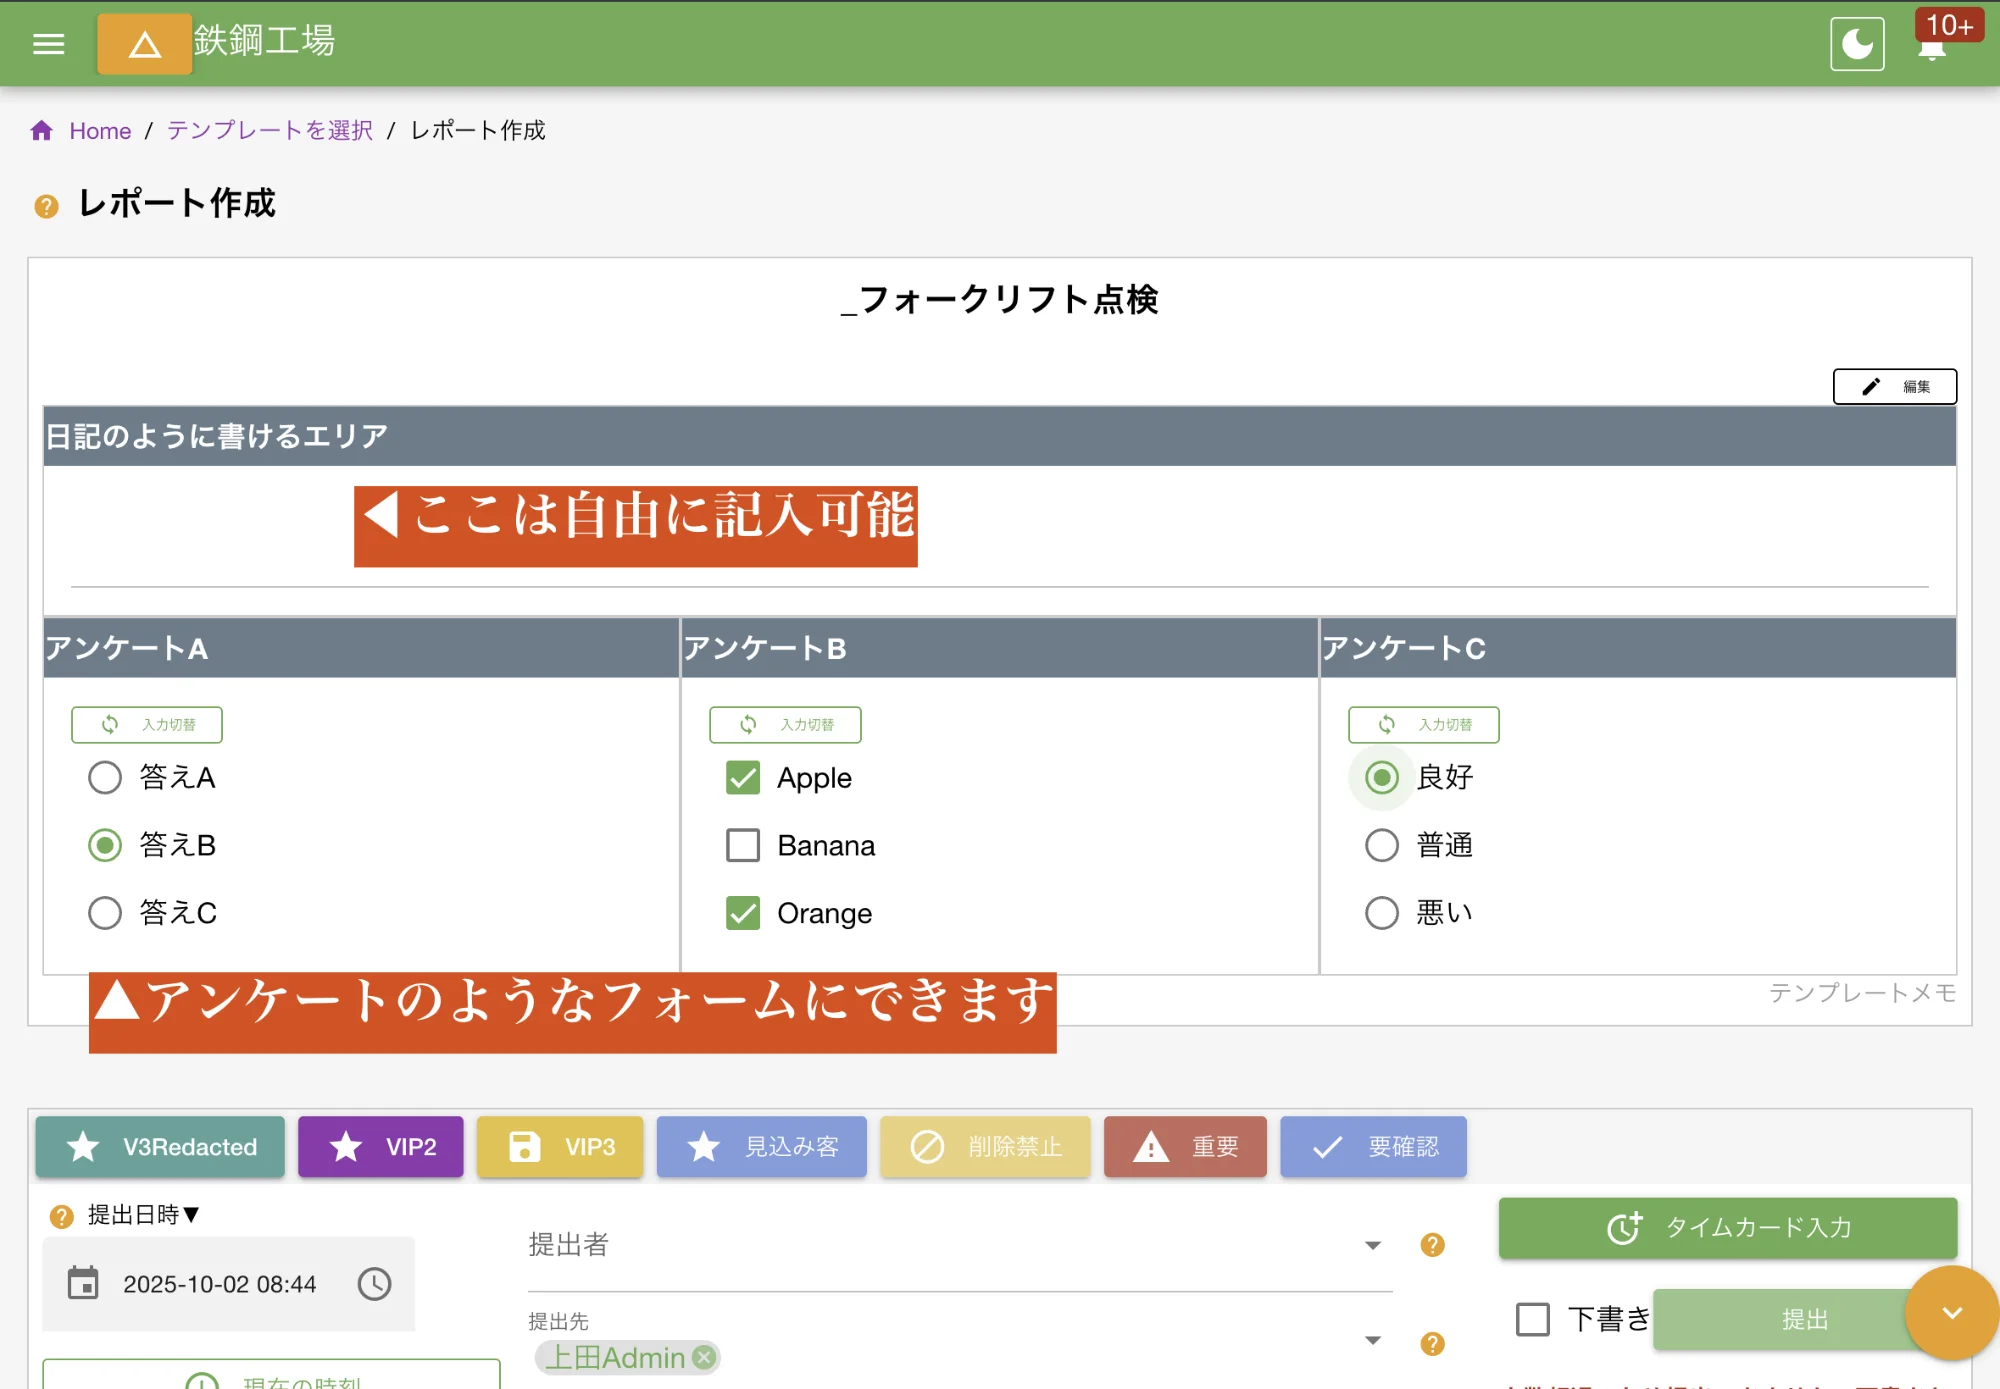 鉄鋼工場
10+
Home / テンプレートを選択 / レポート作成
レポート作成
_フォークリフト点検
編集
日記のように書けるエリア
◀ここは自由に記入可能
アンケートA
アンケートB
アンケートC
入力切替
入力切替
入力切替
答えA
Apple
良好
答えB
Banana
普通
答えC
Orange
悪い
▲アンケートのようなフォームにできます
テンプレートメモ
V3Redacted
VIP2
VIP3
見込み客
削除禁止
重要
要確認
提出日時▼
2025-10-02 08:44
提出者
提出先
上田Admin
タイムカード入力
下書き
提出
現在の時刻